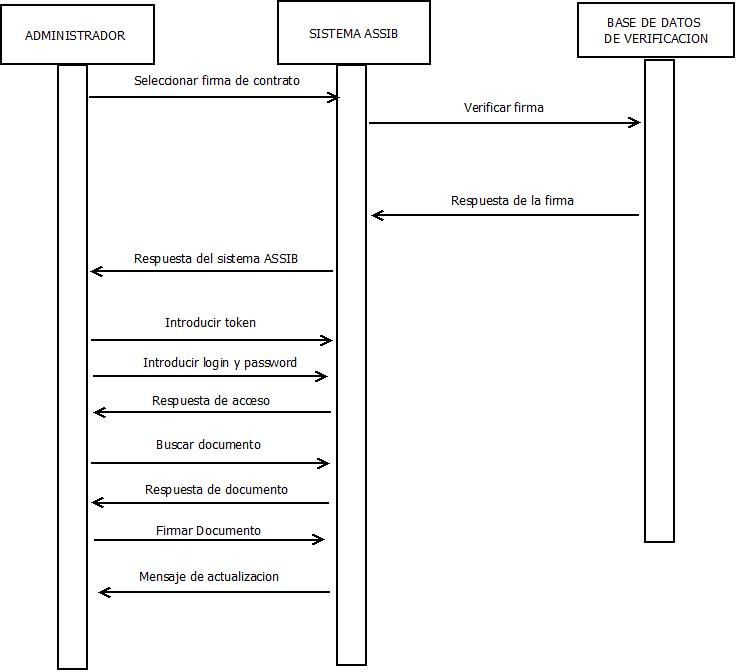 ADMINISTRADOR
SISTEMA ASSIB
BASE DE DATOS
DE VERIFICACION
Seleccionar firma de contrato
Verificar firma
Respuesta de la firma
Respuesta del sistema ASSIB
Introducir token
Introducir login y password
Respuesta de acceso
Buscar documento
Respuesta de documento
Firmar Documento
Mensaje de actualizacion